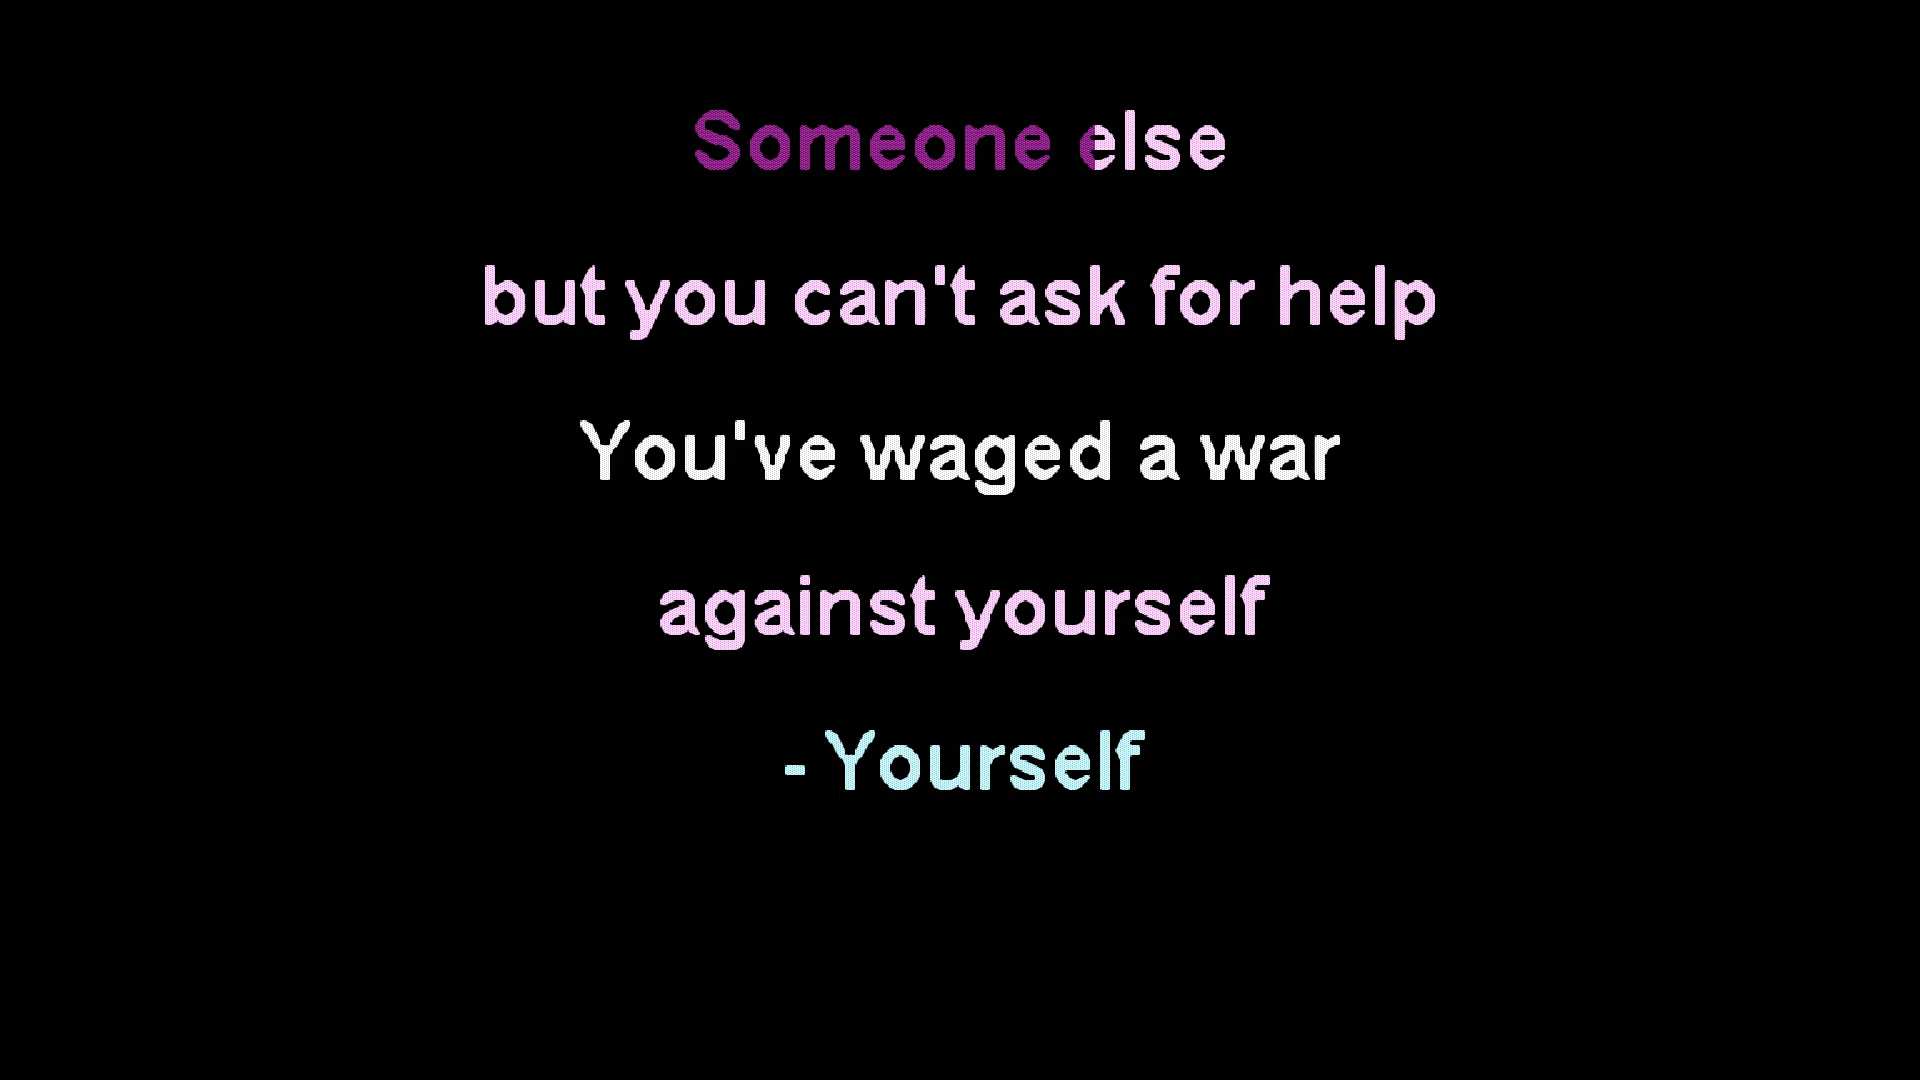 Someone else
but you can't ask for help
You've waged a war
against yourself
- Yourself